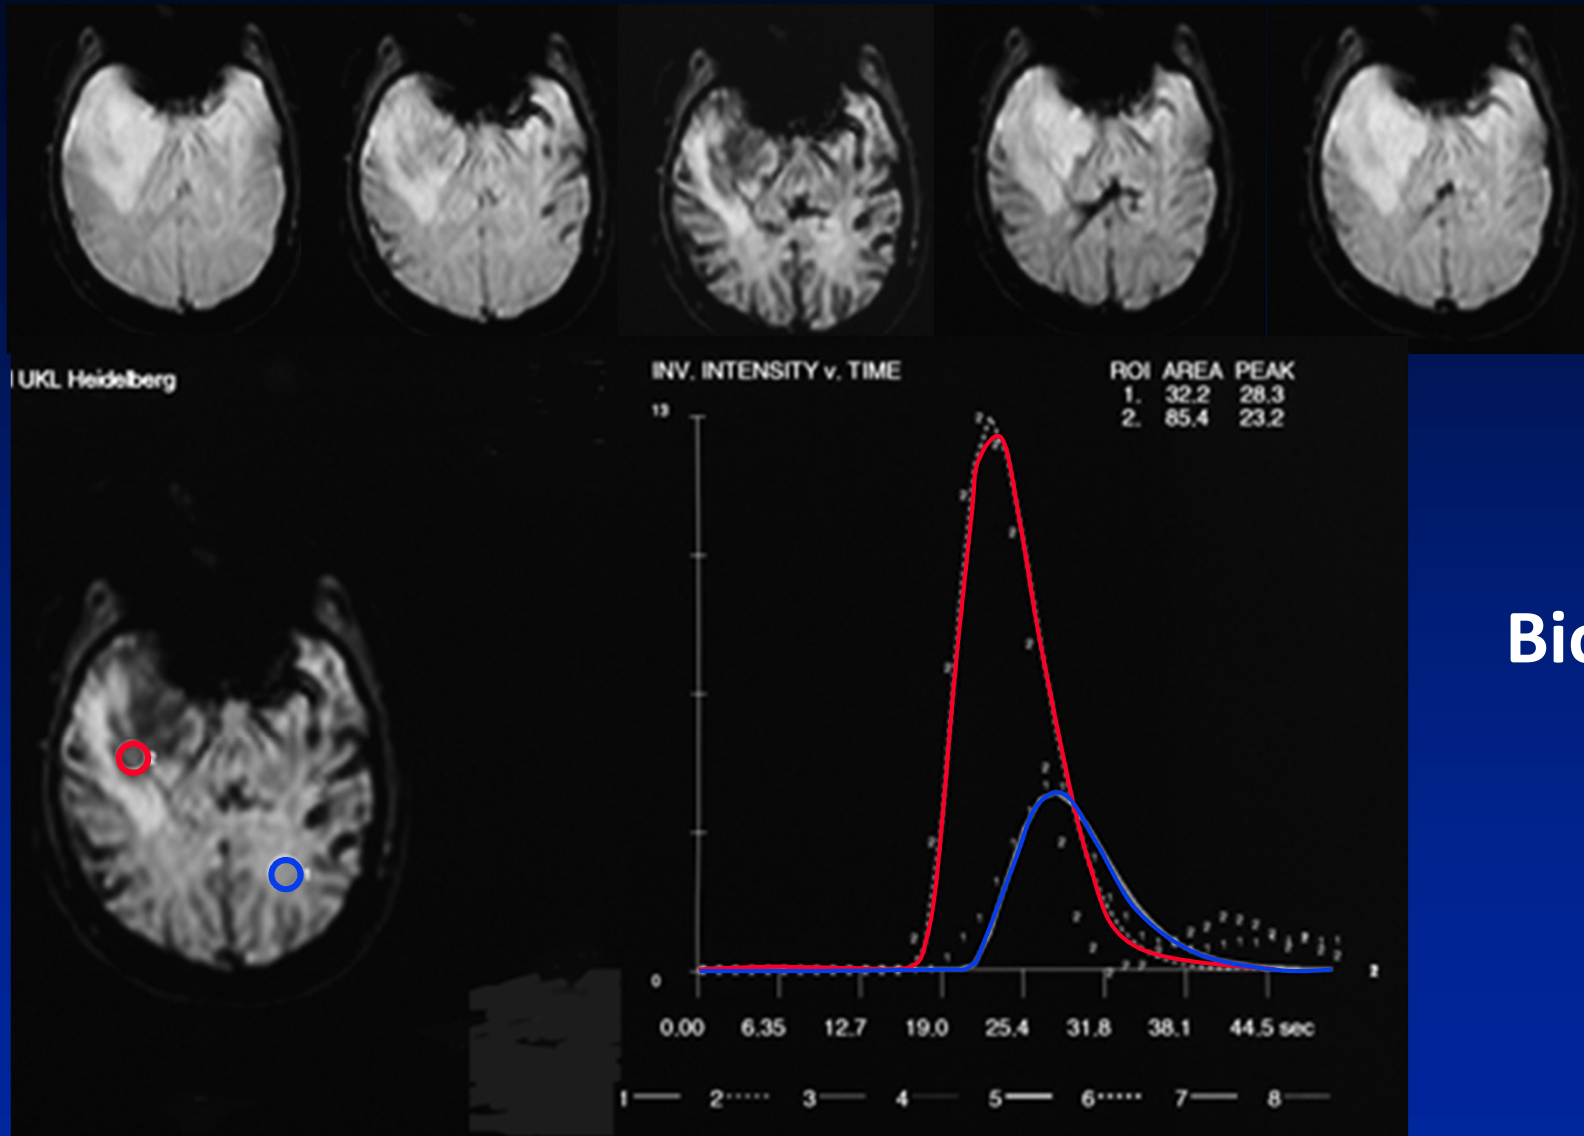 UKL Heidelberg
INV. INTENSITY v. TIME
ROI AREA PEAK
1. 32.2 28.3
2. 85.4 23.2
13
0
0.00 6.35 12.7 19.0 25.4 31.8 38.1 44.5 sec
1 2 3 4 5 6 7 8
Bio